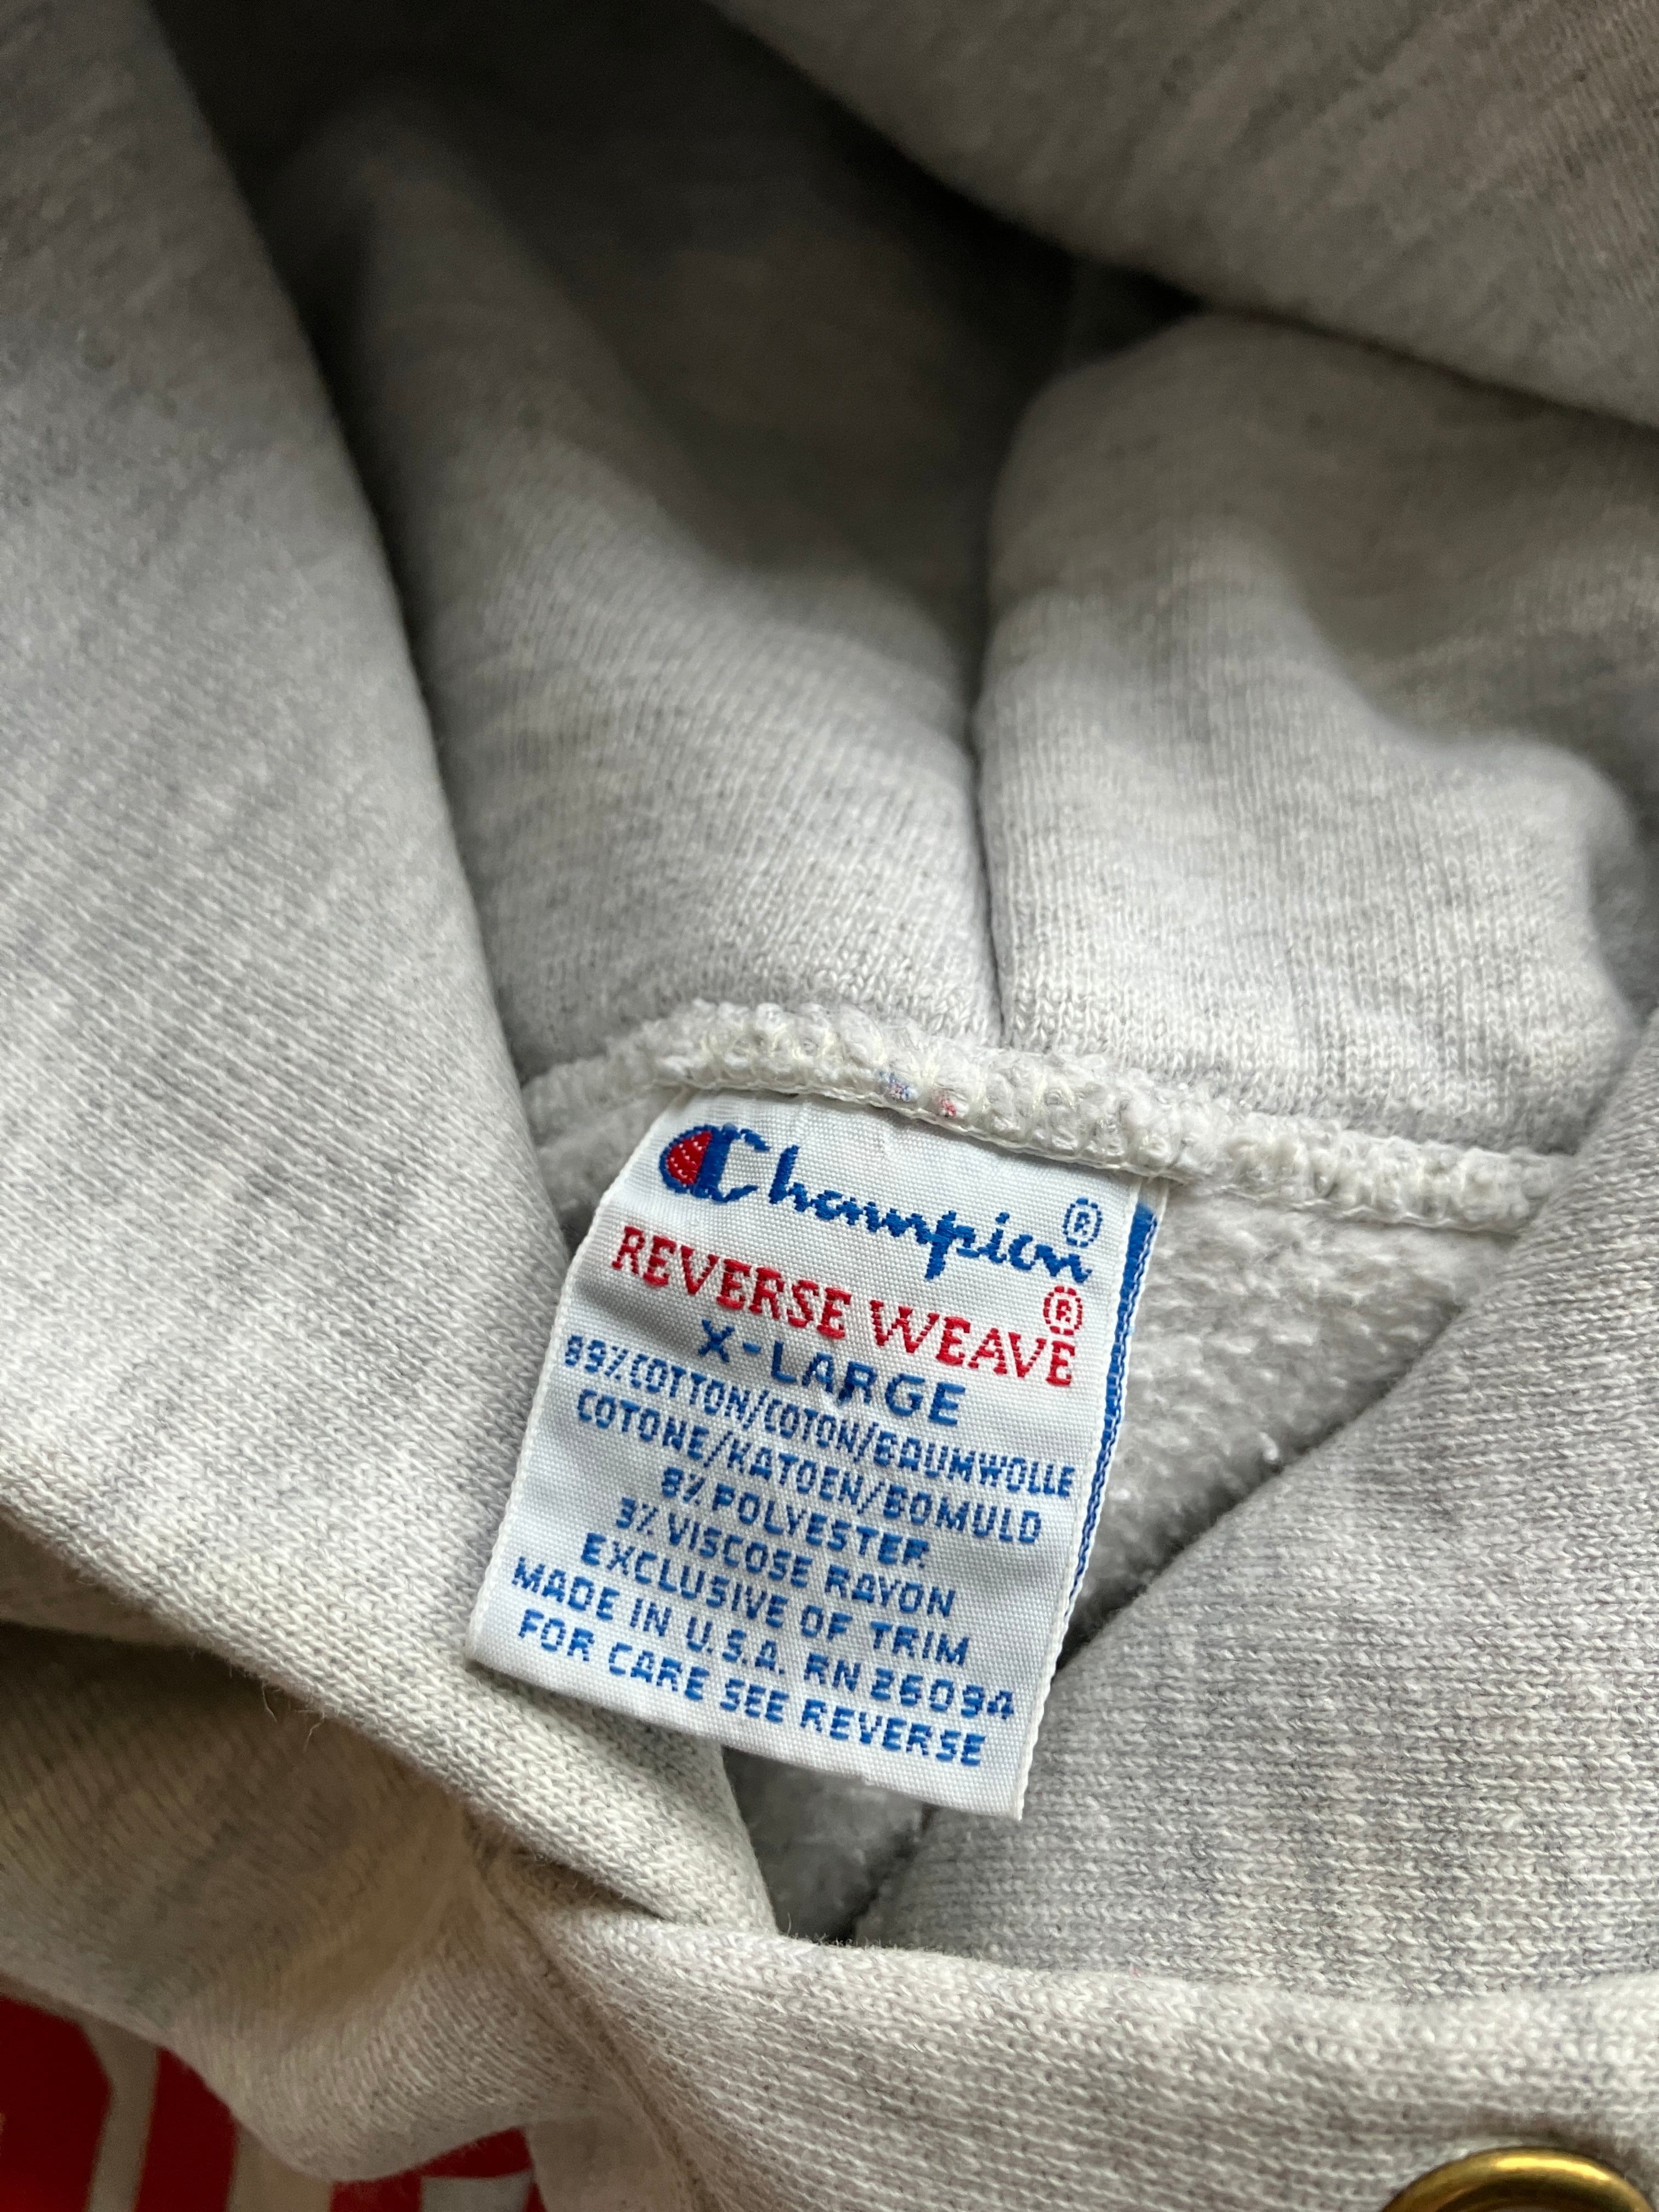 Champion®
REVERSE WEAVE®
X-LARGE
89% COTTON/COTON/BAUMWOLLE
COTONE/KATOEN/BOMULD
8% POLYESTER
3% VISCOSE RAYON
EXCLUSIVE OF TRIM
MADE IN U.S.A. RN 26094
FOR CARE SEE REVERSE